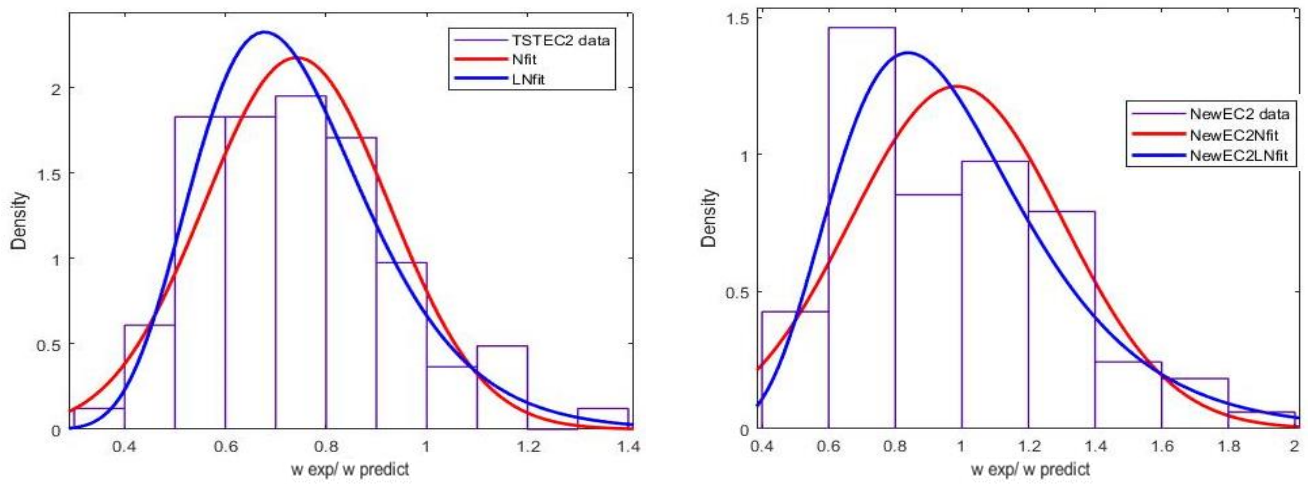 TSTEC2 data
Nfit
LNfit
Density
2
1.5
1
0.5
0
0.4
0.6
0.8
1
1.2
1.4
w exp/ w predict
NewEC2 data
NewEC2Nfit
NewEC2LNfit
Density
1.5
1
0.5
0
0.4
0.6
0.8
1
1.2
1.4
1.6
1.8
2
w exp/ w predict